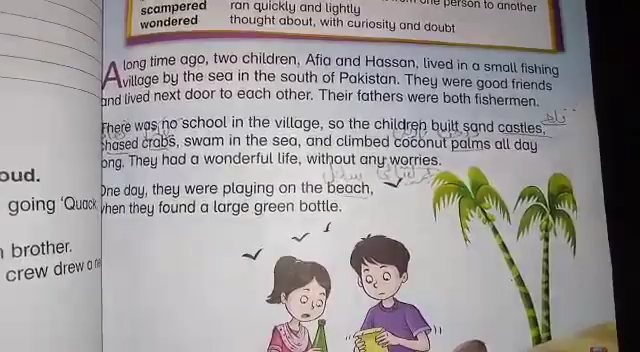 one person to another
scampered ran quickly and lightly
wondered thought about, with curiosity and doubt
A long time ago, two children, Afia and Hassan, lived in a small fishing
village by the sea in the south of Pakistan. They were good friends
and lived next door to each other. Their fathers were both fishermen.
There was no school in the village, so the children built sand castles,
chased crabs, swam in the sea, and climbed coconut palms all day
ong. They had a wonderful life, without any worries.
One day, they were playing on the beach,
when they found a large green bottle.
oud.
going 'Quack
brother.
crew drew